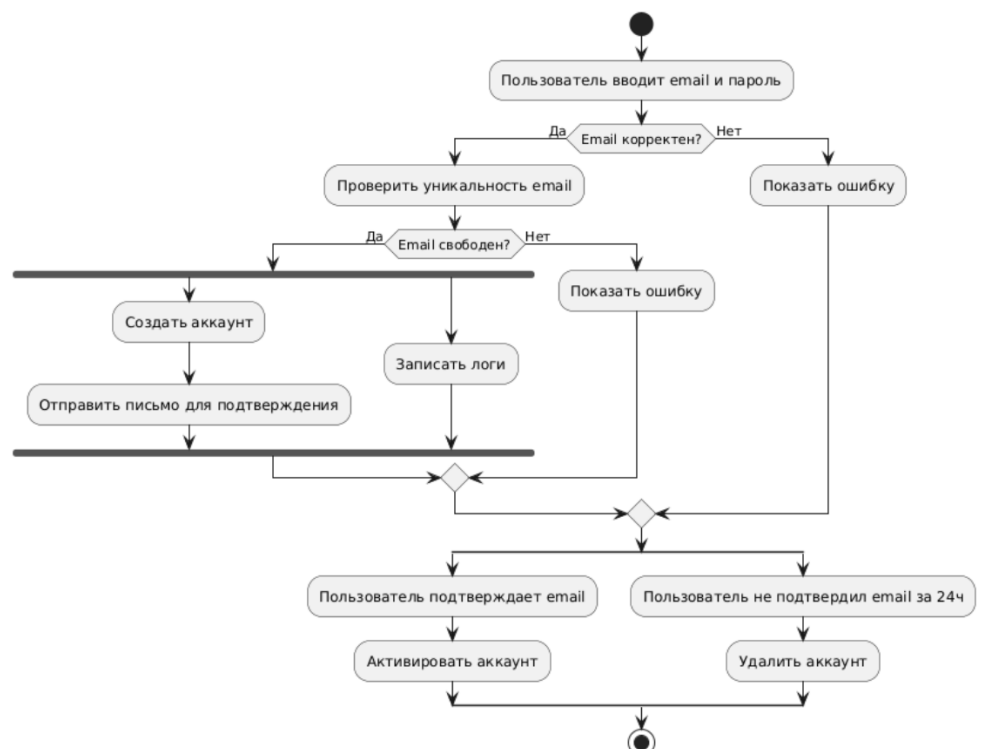 Пользователь вводит email и пароль
Да
Email корректен?
Нет
Проверить уникальность email
Показать ошибку
Да
Email свободен?
Нет
Показать ошибку
Создать аккаунт
Записать логи
Отправить письмо для подтверждения
Пользователь подтверждает email
Пользователь не подтвердил email за 24ч
Активировать аккаунт
Удалить аккаунт